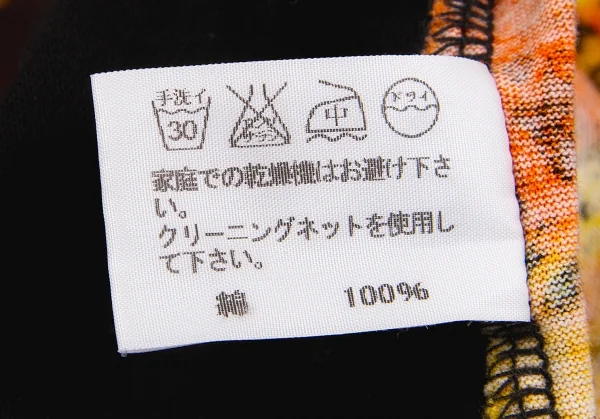 手洗イ
30
中
ドライ
家庭での乾燥機はお避け下さ
い。
クリーニングネットを使用し
て下さい。
綿 100%